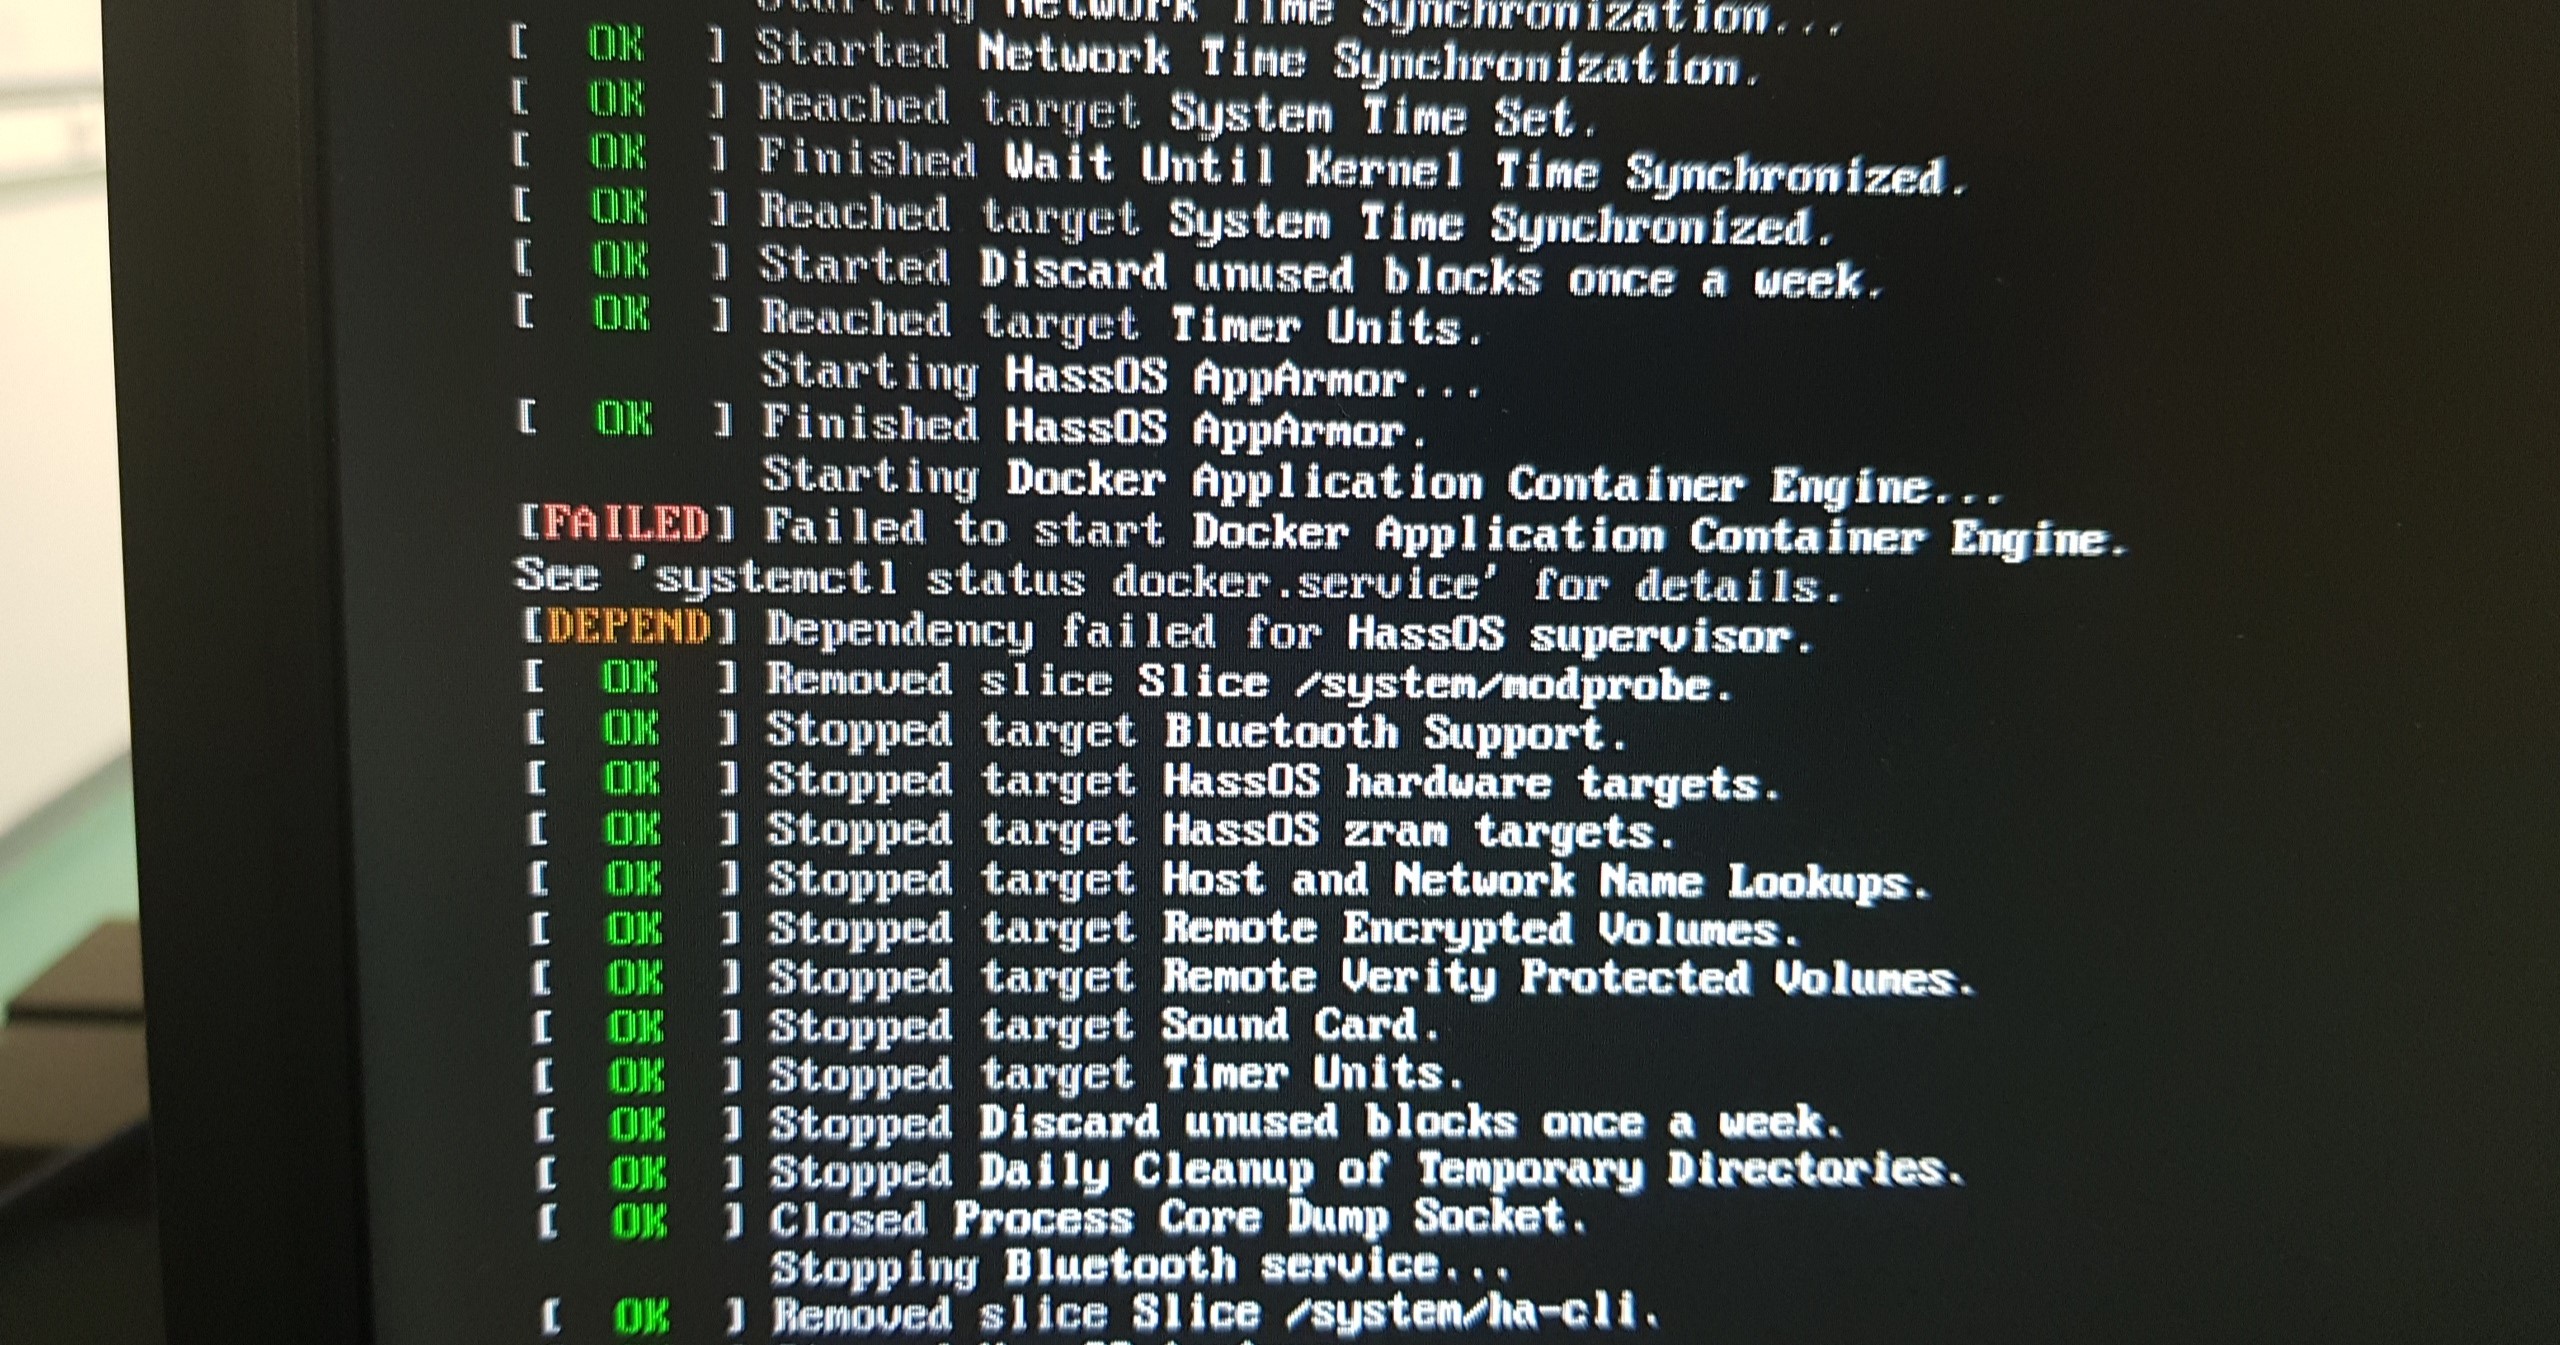 Starting Network Time Synchronization...
[  OK  ] Started Network Time Synchronization.
[  OK  ] Reached target System Time Set.
[  OK  ] Finished Wait Until Kernel Time Synchronized.
[  OK  ] Reached target System Time Synchronized.
[  OK  ] Started Discard unused blocks once a week.
[  OK  ] Reached target Timer Units.
Starting HassOS AppArmor...
[  OK  ] Finished HassOS AppArmor.
Starting Docker Application Container Engine...
[FAILED] Failed to start Docker Application Container Engine.
See 'systemctl status docker.service' for details.
[DEPEND] Dependency failed for HassOS supervisor.
[  OK  ] Removed slice Slice /system/modprobe.
[  OK  ] Stopped target Bluetooth Support.
[  OK  ] Stopped target HassOS hardware targets.
[  OK  ] Stopped target HassOS zram targets.
[  OK  ] Stopped target Host and Network Name Lookups.
[  OK  ] Stopped target Remote Encrypted Volumes.
[  OK  ] Stopped target Remote Verity Protected Volumes.
[  OK  ] Stopped target Sound Card.
[  OK  ] Stopped target Timer Units.
[  OK  ] Stopped Discard unused blocks once a week.
[  OK  ] Stopped Daily Cleanup of Temporary Directories.
[  OK  ] Closed Process Core Dump Socket.
Stopping Bluetooth service...
[  OK  ] Removed slice Slice /system/ha-cli.